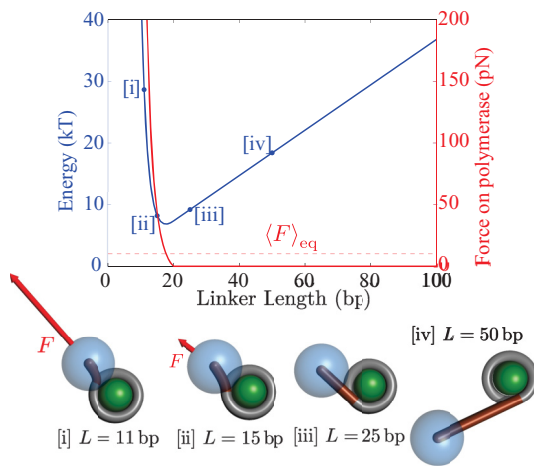 40
30
20
10
0
Energy (kT)
[i]
[ii]
[iii]
[iv]
⟨F⟩eq
200
150
100
50
0
Force on polymerase (pN)
0 20 40 60 80 100
Linker Length (bp)
F
F
[i] L = 11 bp
[ii] L = 15 bp
[iii] L = 25 bp
[iv] L = 50 bp